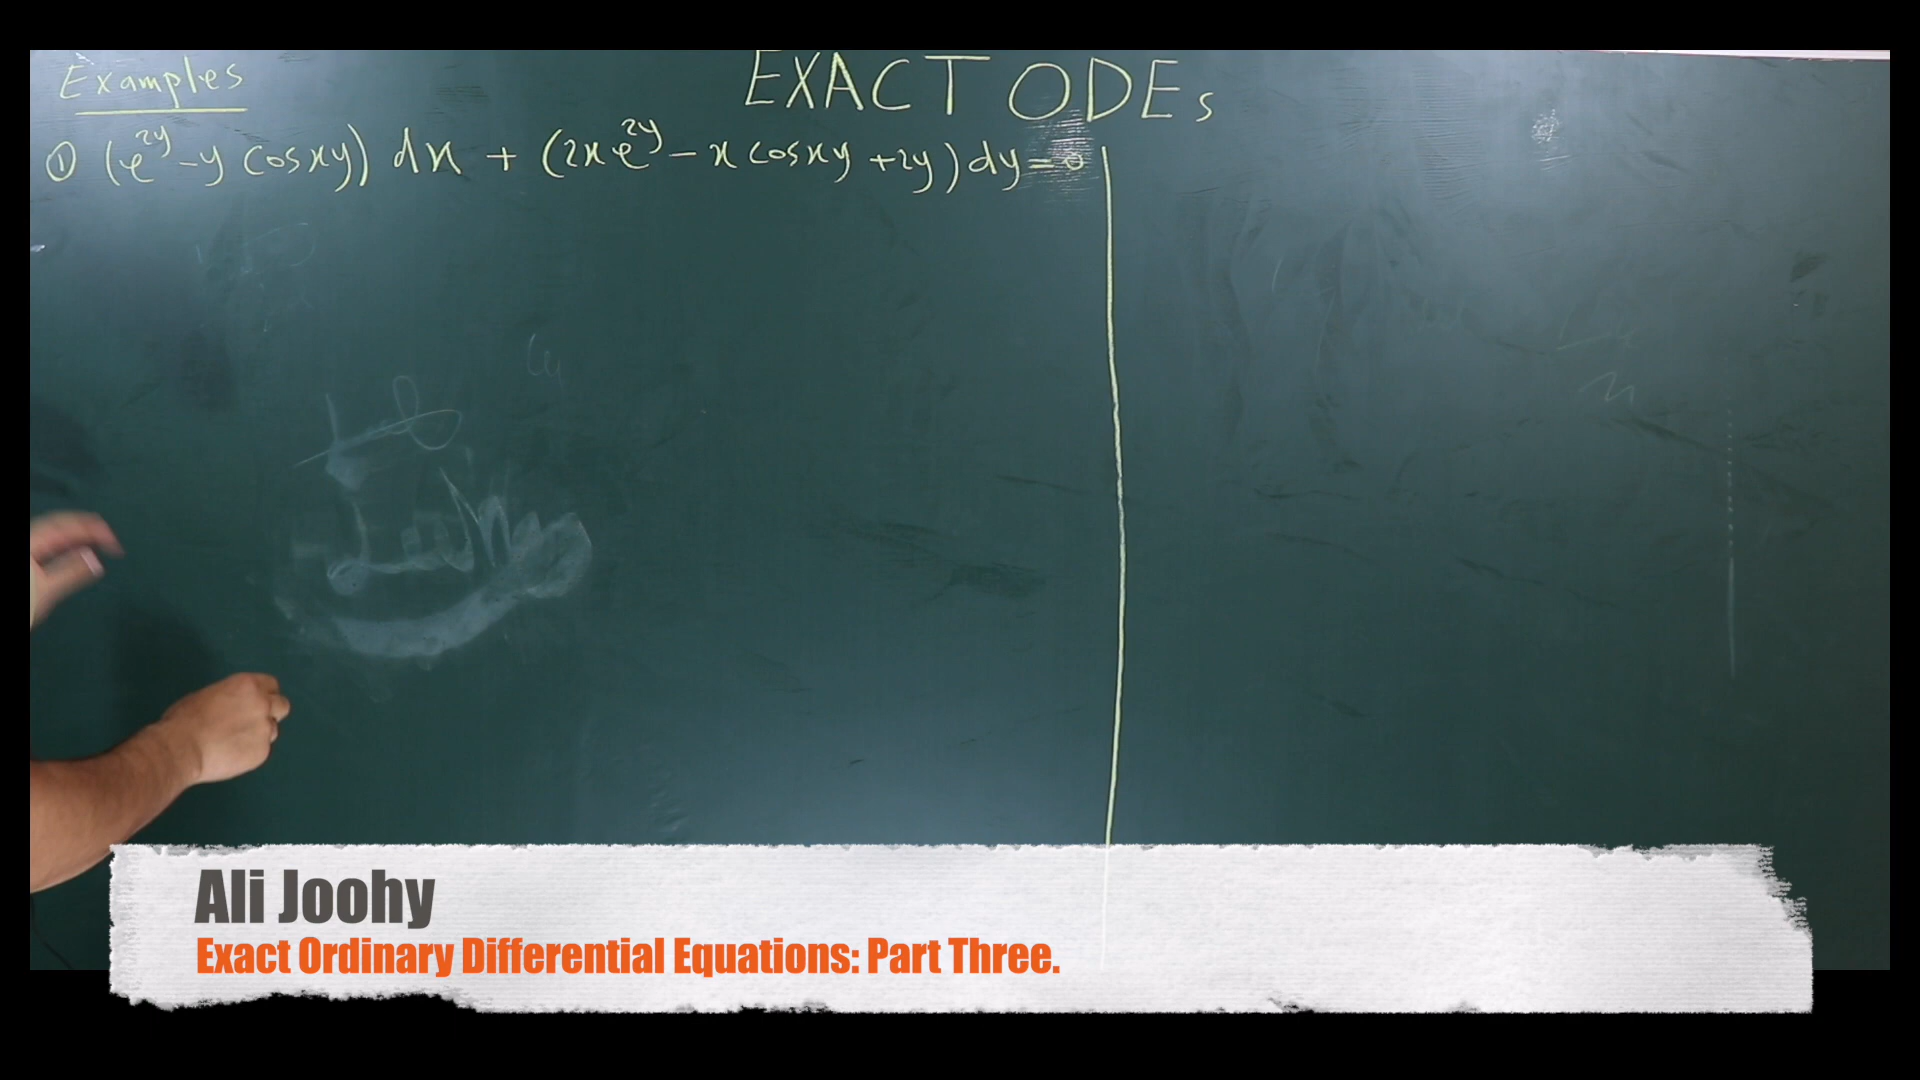 Examples
EXACT ODEs
① (e^{2y} - y cos xy) dx + (2xe^{2y} - x cos xy + 2y) dy = 0
Ali Joohy
Exact Ordinary Differential Equations: Part Three.